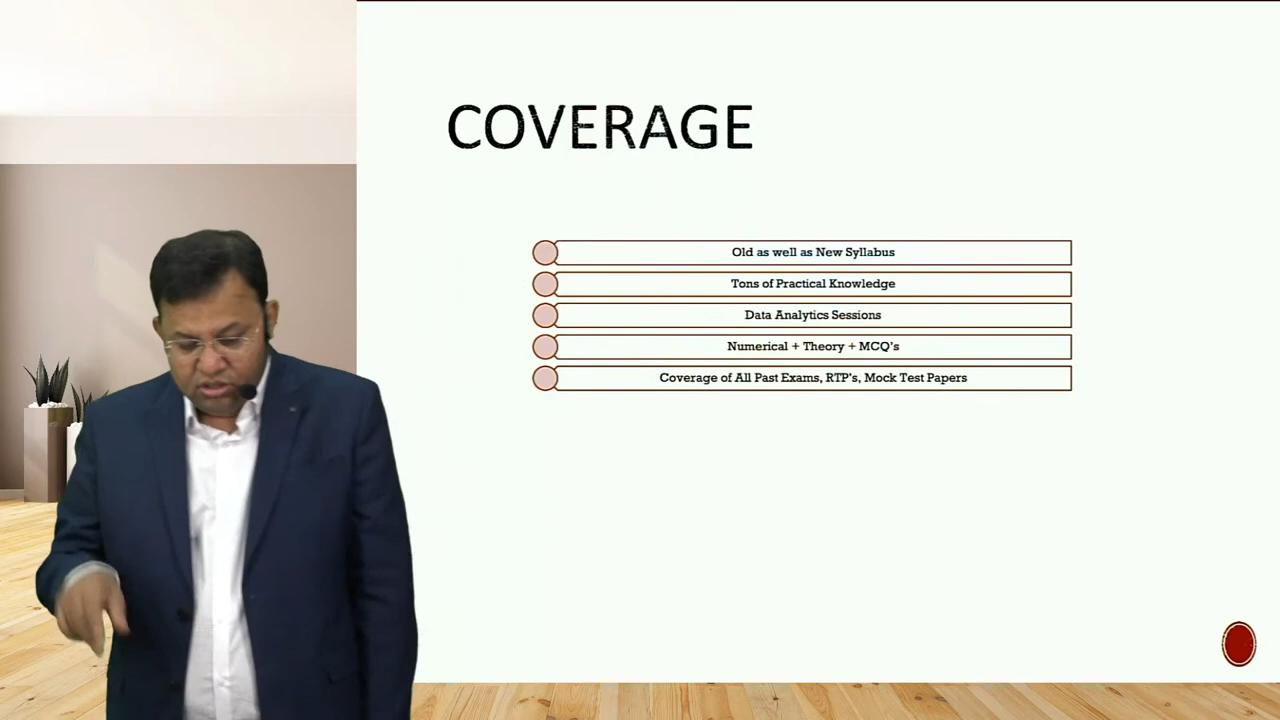 COVERAGE
Old as well as New Syllabus
Tons of Practical Knowledge
Data Analytics Sessions
Numerical + Theory + MCQ's
Coverage of All Past Exams, RTP's, Mock Test Papers